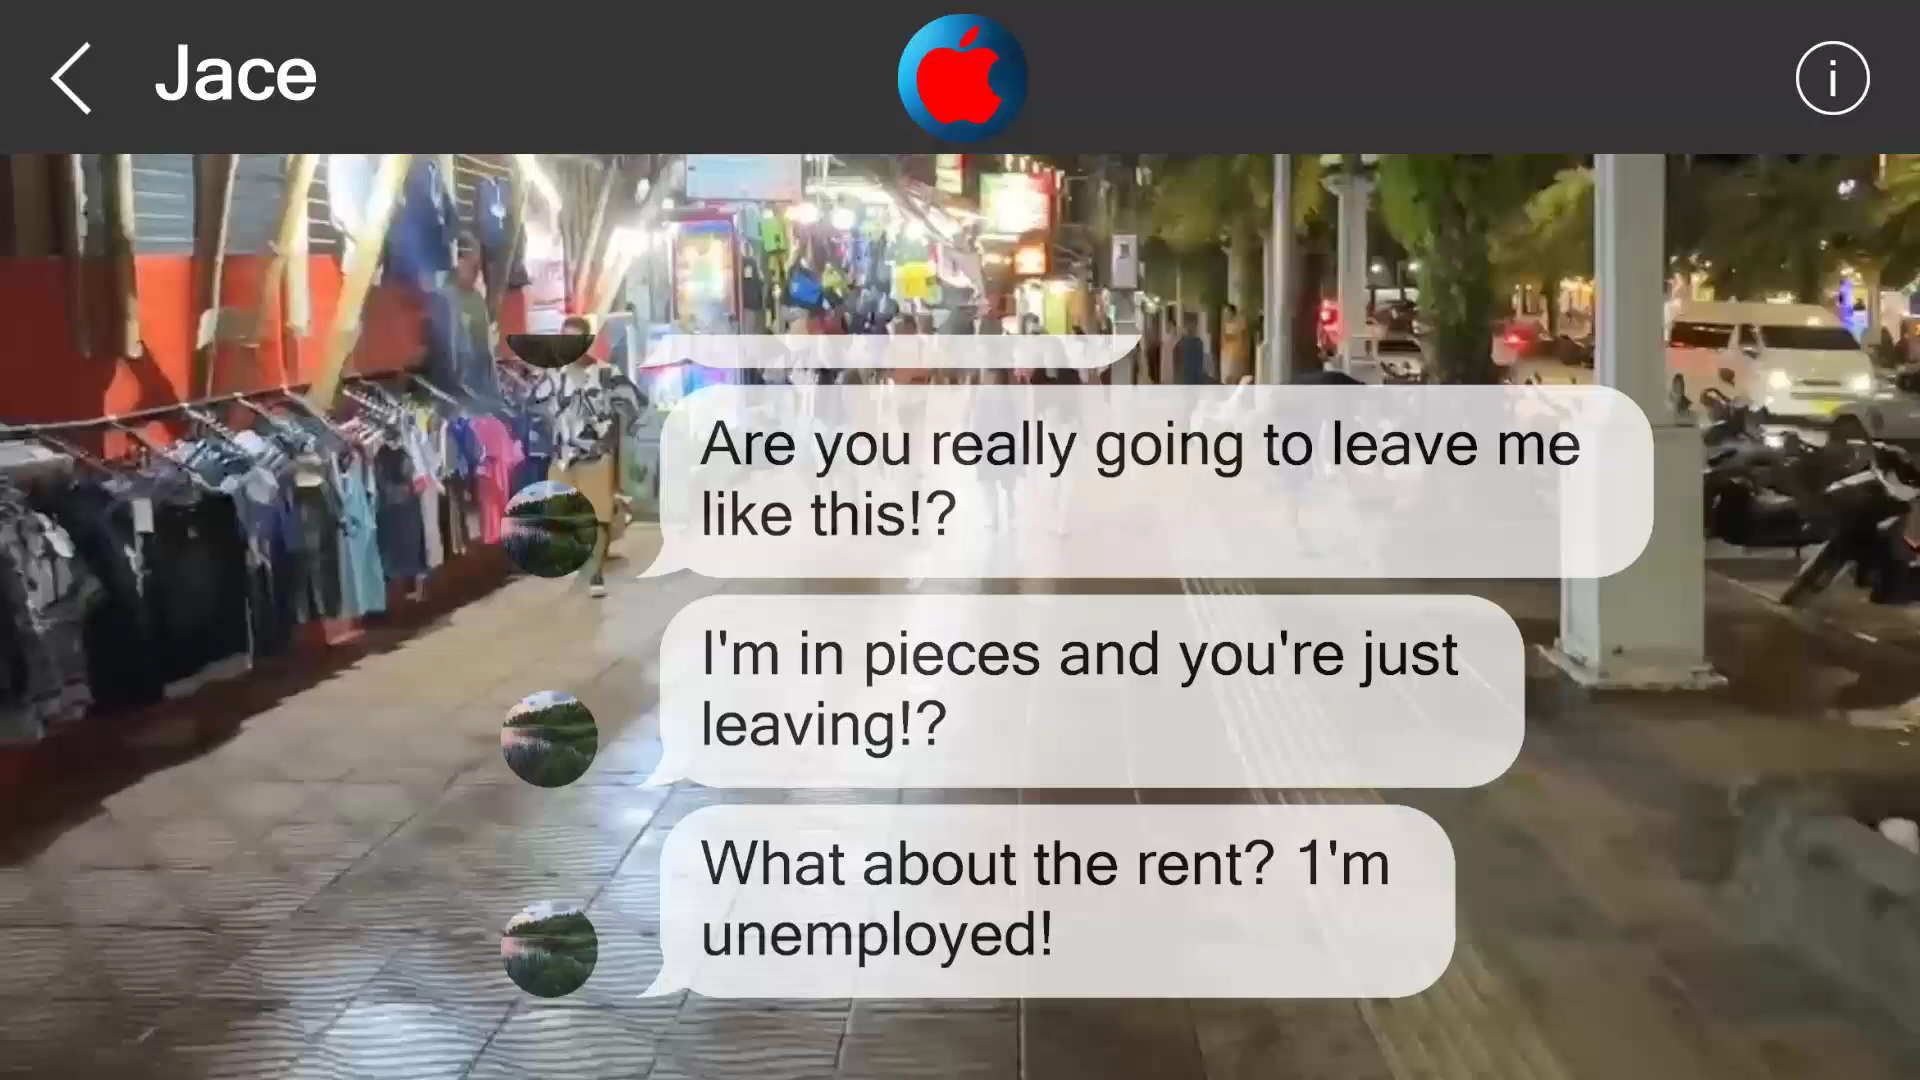 Jace
i
Are you really going to leave me
like this!?
I'm in pieces and you're just
leaving!?
What about the rent? 1'm
unemployed!